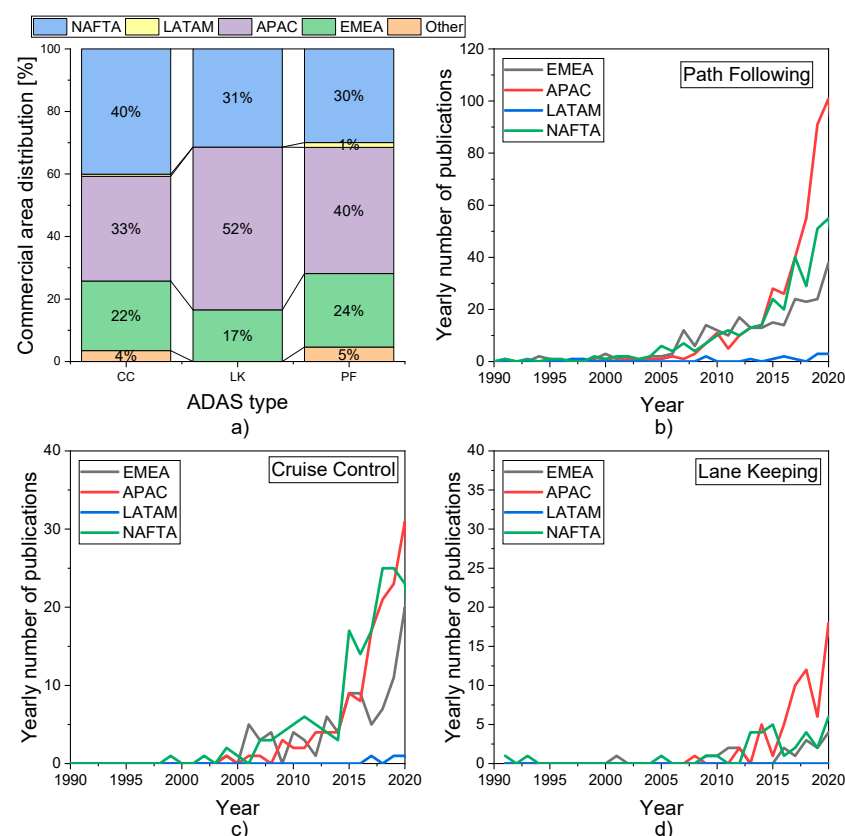 NAFTA LATAM APAC EMEA Other
Commercial area distribution [%]
100
80
60
40
20
0
40%
33%
22%
4%
31%
52%
17%
30%
1%
40%
24%
5%
CC LK PF
ADAS type
a)
Yearly number of publications
120
100
80
60
40
20
0
EMEA
APAC
LATAM
NAFTA
Path Following
1990 1995 2000 2005 2010 2015 2020
Year
b)
Yearly number of publications
40
30
20
10
0
EMEA
APAC
LATAM
NAFTA
Cruise Control
1990 1995 2000 2005 2010 2015 2020
Year
c)
Yearly number of publications
40
35
30
25
20
15
10
5
0
EMEA
APAC
LATAM
NAFTA
Lane Keeping
1990 1995 2000 2005 2010 2015 2020
Year
d)